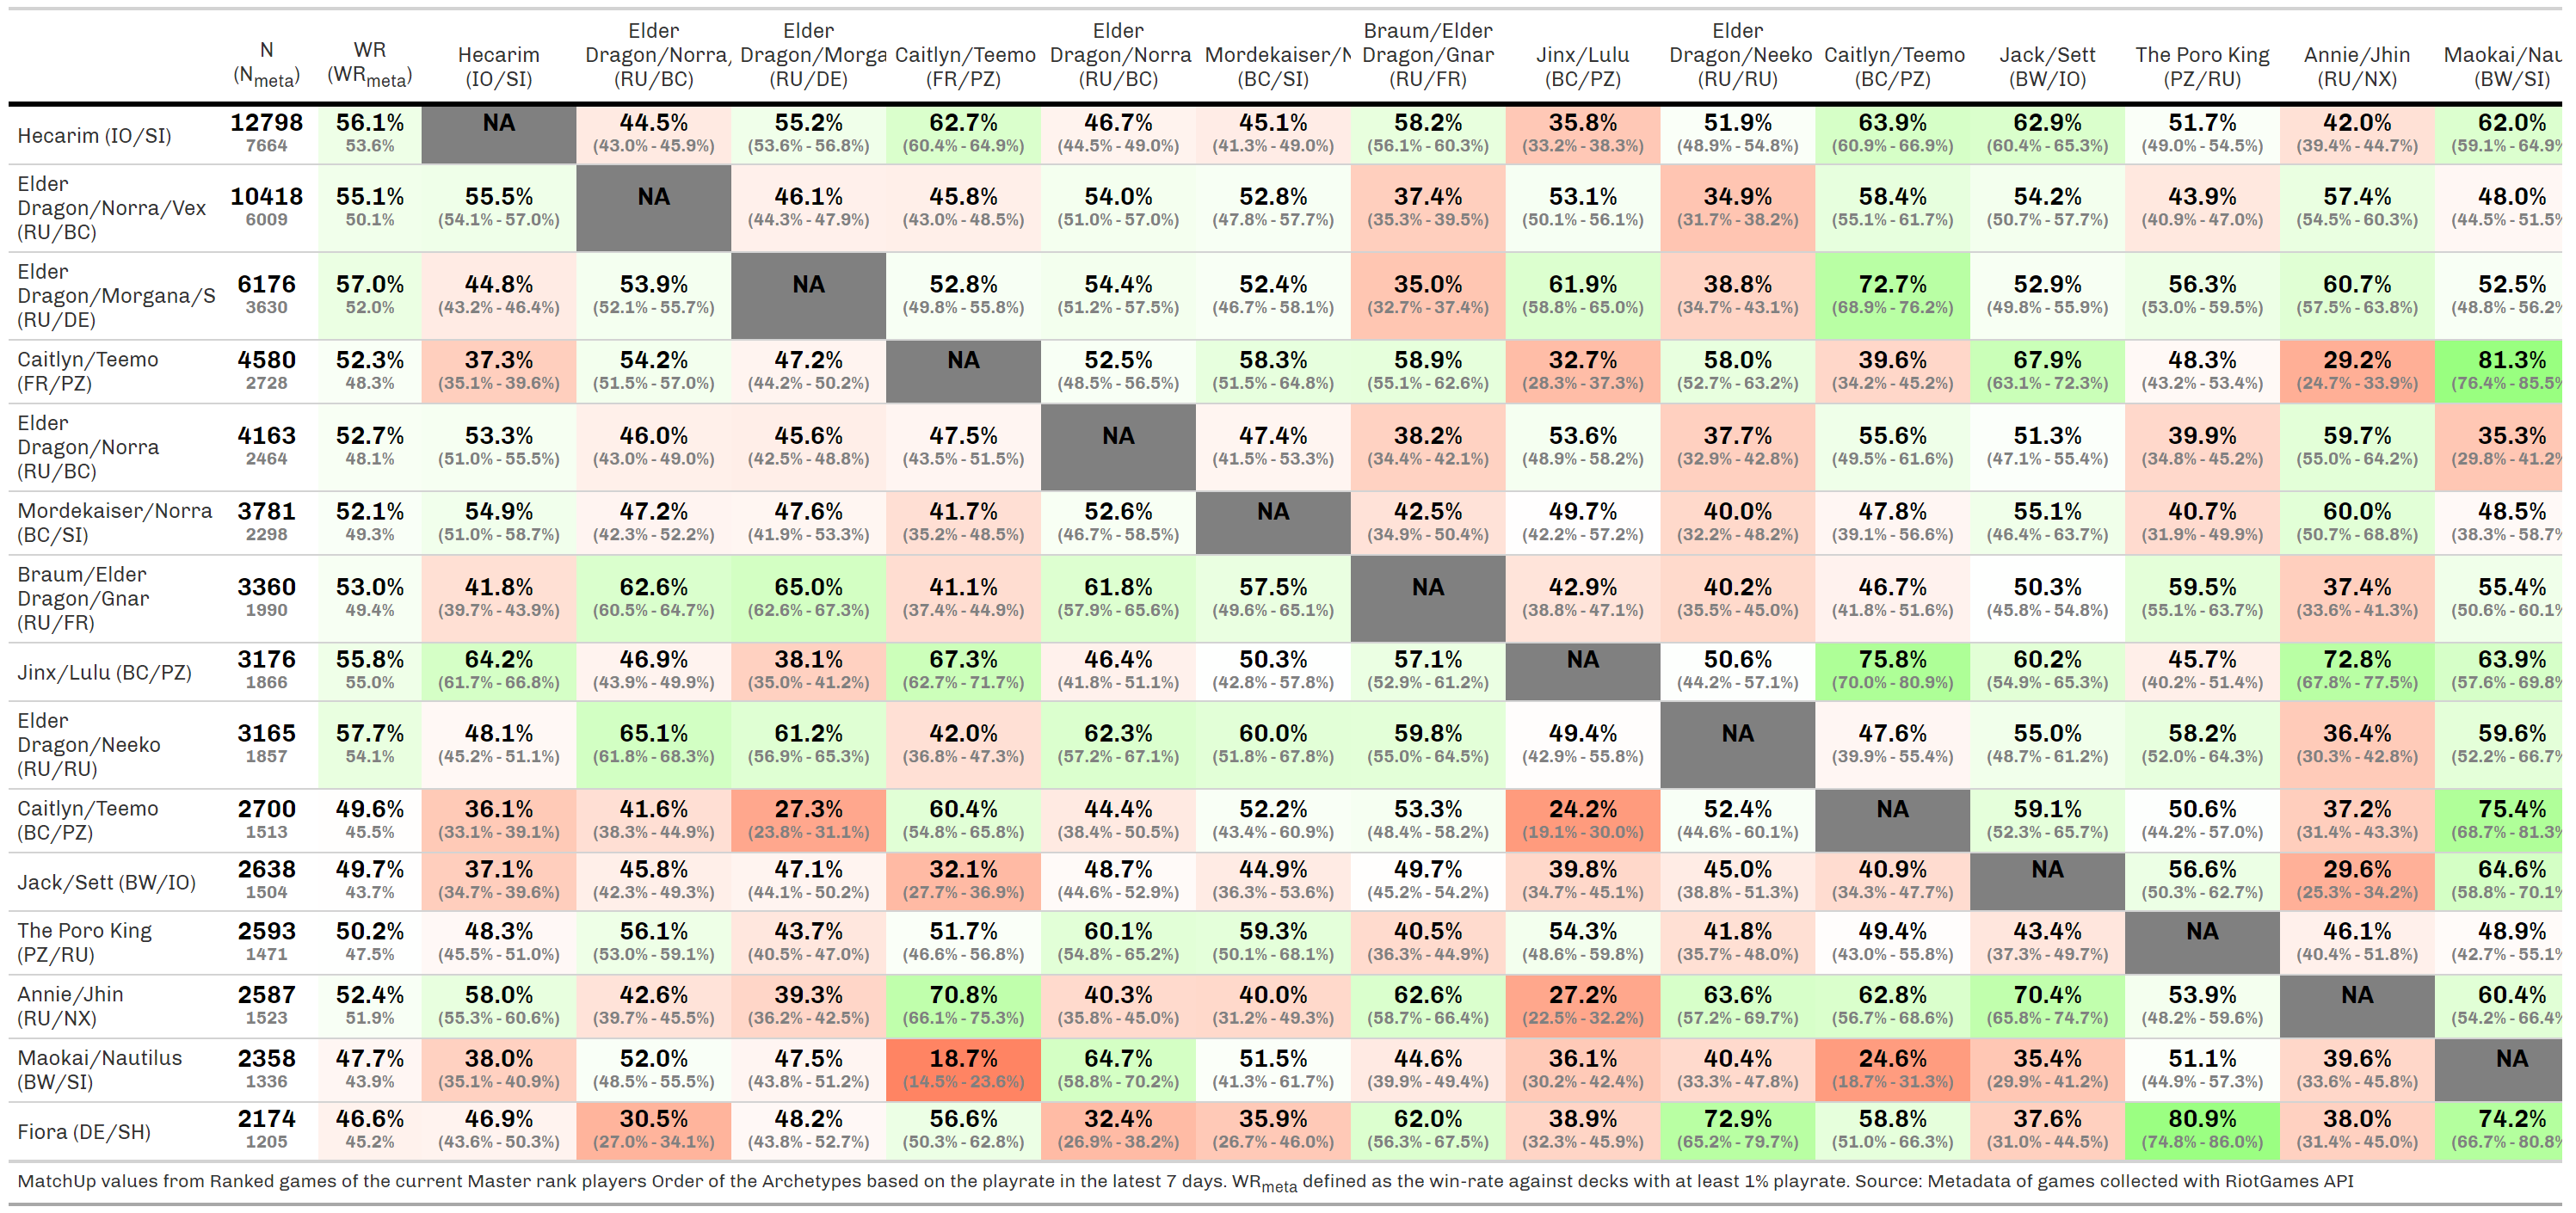 Elder Elder Elder Braum/Elder Elder
N WR Hecarim Dragon/Norra, Dragon/Morga Caitlyn/Teemo Dragon/Norra Mordekaiser/N Dragon/Gnar Jinx/Lulu Dragon/Neeko Caitlyn/Teemo Jack/Sett The Poro King Annie/Jhin Maokai/Nau
(Nmeta) (WRmeta) (IO/SI) (RU/BC) (RU/DE) (FR/PZ) (RU/BC) (BC/SI) (RU/FR) (BC/PZ) (RU/RU) (BC/PZ) (BW/IO) (PZ/RU) (RU/NX) (BW/SI)
Hecarim (IO/SI) 12798 56.1% NA 44.5% 55.2% 62.7% 46.7% 45.1% 58.2% 35.8% 51.9% 63.9% 62.9% 51.7% 42.0% 62.0%
7664 53.6% (43.0% - 45.9%) (53.6% - 56.8%) (60.4% - 64.9%) (44.5% - 49.0%) (41.3% - 49.0%) (56.1% - 60.3%) (33.2% - 38.3%) (48.9% - 54.8%) (60.9% - 66.9%) (60.4% - 65.3%) (49.0% - 54.5%) (39.4% - 44.7%) (59.1% - 64.9%
Elder
Dragon/Norra/Vex 10418 55.1% 55.5% NA 46.1% 45.8% 54.0% 52.8% 37.4% 53.1% 34.9% 58.4% 54.2% 43.9% 57.4% 48.0%
(RU/BC) 6009 50.1% (54.1% - 57.0%) (44.3% - 47.9%) (43.0% - 48.5%) (51.0% - 57.0%) (47.8% - 57.7%) (35.3% - 39.5%) (50.1% - 56.1%) (31.7% - 38.2%) (55.1% - 61.7%) (50.7% - 57.7%) (40.9% - 47.0%) (54.5% - 60.3%) (44.5% - 51.5%
Elder
Dragon/Morgana/S 6176 57.0% 44.8% 53.9% NA 52.8% 54.4% 52.4% 35.0% 61.9% 38.8% 72.7% 52.9% 56.3% 60.7% 52.5%
(RU/DE) 3630 52.0% (43.2% - 46.4%) (52.1% - 55.7%) (49.8% - 55.8%) (51.2% - 57.5%) (46.7% - 58.1%) (32.7% - 37.4%) (58.8% - 65.0%) (34.7% - 43.1%) (68.9% - 76.2%) (49.8% - 55.9%) (53.0% - 59.5%) (57.5% - 63.8%) (48.8% - 56.2%
Caitlyn/Teemo 4580 52.3% 37.3% 54.2% 47.2% NA 52.5% 58.3% 58.9% 32.7% 58.0% 39.6% 67.9% 48.3% 29.2% 81.3%
(FR/PZ) 2728 48.3% (35.1% - 39.6%) (51.5% - 57.0%) (44.2% - 50.2%) (48.5% - 56.5%) (51.5% - 64.8%) (55.1% - 62.6%) (28.3% - 37.3%) (52.7% - 63.2%) (34.2% - 45.2%) (63.1% - 72.3%) (43.2% - 53.4%) (24.7% - 33.9%) (76.4% - 85.5%
Elder
Dragon/Norra 4163 52.7% 53.3% 46.0% 45.6% 47.5% NA 47.4% 38.2% 53.6% 37.7% 55.6% 51.3% 39.9% 59.7% 35.3%
(RU/BC) 2464 48.1% (51.0% - 55.5%) (43.0% - 49.0%) (42.5% - 48.8%) (43.5% - 51.5%) (41.5% - 53.3%) (34.4% - 42.1%) (48.9% - 58.2%) (32.9% - 42.8%) (49.5% - 61.6%) (47.1% - 55.4%) (34.8% - 45.2%) (55.0% - 64.2%) (29.8% - 41.2%
Mordekaiser/Norra 3781 52.1% 54.9% 47.2% 47.6% 41.7% 52.6% NA 42.5% 49.7% 40.0% 47.8% 55.1% 40.7% 60.0% 48.5%
(BC/SI) 2298 49.3% (51.0% - 58.7%) (42.3% - 52.2%) (41.9% - 53.3%) (35.2% - 48.5%) (46.7% - 58.5%) (34.9% - 50.4%) (42.2% - 57.2%) (32.2% - 48.2%) (39.1% - 56.6%) (46.4% - 63.7%) (31.9% - 49.9%) (50.7% - 68.8%) (38.3% - 58.7%
Braum/Elder
Dragon/Gnar 3360 53.0% 41.8% 62.6% 65.0% 41.1% 61.8% 57.5% NA 42.9% 40.2% 46.7% 50.3% 59.5% 37.4% 55.4%
(RU/FR) 1990 49.4% (39.7% - 43.9%) (60.5% - 64.7%) (62.6% - 67.3%) (37.4% - 44.9%) (57.9% - 65.6%) (49.6% - 65.1%) (38.8% - 47.1%) (35.5% - 45.0%) (41.8% - 51.6%) (45.8% - 54.8%) (55.1% - 63.7%) (33.6% - 41.3%) (50.6% - 60.1%
Jinx/Lulu (BC/PZ) 3176 55.8% 64.2% 46.9% 38.1% 67.3% 46.4% 50.3% 57.1% NA 50.6% 75.8% 60.2% 45.7% 72.8% 63.9%
1866 55.0% (61.7% - 66.8%) (43.9% - 49.9%) (35.0% - 41.2%) (62.7% - 71.7%) (41.8% - 51.1%) (42.8% - 57.8%) (52.9% - 61.2%) (44.2% - 57.1%) (70.0% - 80.9%) (54.9% - 65.3%) (40.2% - 51.4%) (67.8% - 77.5%) (57.6% - 69.8%
Elder
Dragon/Neeko 3165 57.7% 48.1% 65.1% 61.2% 42.0% 62.3% 60.0% 59.8% 49.4% NA 47.6% 55.0% 58.2% 36.4% 59.6%
(RU/RU) 1857 54.1% (45.2% - 51.1%) (61.8% - 68.3%) (56.9% - 65.3%) (36.8% - 47.3%) (57.2% - 67.1%) (51.8% - 67.8%) (55.0% - 64.5%) (42.9% - 55.8%) (39.9% - 55.4%) (48.7% - 61.2%) (52.0% - 64.3%) (30.3% - 42.8%) (52.2% - 66.7%
Caitlyn/Teemo 2700 49.6% 36.1% 41.6% 27.3% 60.4% 44.4% 52.2% 53.3% 24.2% 52.4% NA 59.1% 50.6% 37.2% 75.4%
(BC/PZ) 1513 45.5% (33.1% - 39.1%) (38.3% - 44.9%) (23.8% - 31.1%) (54.8% - 65.8%) (38.4% - 50.5%) (43.4% - 60.9%) (48.4% - 58.2%) (19.1% - 30.0%) (44.6% - 60.1%) (52.3% - 65.7%) (44.2% - 57.0%) (31.4% - 43.3%) (68.7% - 81.3%
Jack/Sett (BW/IO) 2638 49.7% 37.1% 45.8% 47.1% 32.1% 48.7% 44.9% 49.7% 39.8% 45.0% 40.9% NA 56.6% 29.6% 64.6%
1504 43.7% (34.7% - 39.6%) (42.3% - 49.3%) (44.1% - 50.2%) (27.7% - 36.9%) (44.6% - 52.9%) (36.3% - 53.6%) (45.2% - 54.2%) (34.7% - 45.1%) (38.8% - 51.3%) (34.3% - 47.7%) (50.3% - 62.7%) (25.3% - 34.2%) (58.8% - 70.1%
The Poro King 2593 50.2% 48.3% 56.1% 43.7% 51.7% 60.1% 59.3% 40.5% 54.3% 41.8% 49.4% 43.4% NA 46.1% 48.9%
(PZ/RU) 1471 47.5% (45.5% - 51.0%) (53.0% - 59.1%) (40.5% - 47.0%) (46.6% - 56.8%) (54.8% - 65.2%) (50.1% - 68.1%) (36.3% - 44.9%) (48.6% - 59.8%) (35.7% - 48.0%) (43.0% - 55.8%) (37.3% - 49.7%) (40.4% - 51.8%) (42.7% - 55.1%
Annie/Jhin 2587 52.4% 58.0% 42.6% 39.3% 70.8% 40.3% 40.0% 62.6% 27.2% 63.6% 62.8% 70.4% 53.9% NA 60.4%
(RU/NX) 1523 51.9% (55.3% - 60.6%) (39.7% - 45.5%) (36.2% - 42.5%) (66.1% - 75.3%) (35.8% - 45.0%) (31.2% - 49.3%) (58.7% - 66.4%) (22.5% - 32.2%) (57.2% - 69.7%) (56.7% - 68.6%) (65.8% - 74.7%) (48.2% - 59.6%) (54.2% - 66.4%
Maokai/Nautilus 2358 47.7% 38.0% 52.0% 47.5% 18.7% 64.7% 51.5% 44.6% 36.1% 40.4% 24.6% 35.4% 51.1% 39.6% NA
(BW/SI) 1336 43.9% (35.1% - 40.9%) (48.5% - 55.5%) (43.8% - 51.2%) (14.5% - 23.6%) (58.8% - 70.2%) (41.3% - 61.7%) (39.9% - 49.4%) (30.2% - 42.4%) (33.3% - 47.8%) (18.7% - 31.3%) (29.9% - 41.2%) (44.9% - 57.3%) (33.6% - 45.8%)
Fiora (DE/SH) 2174 46.6% 46.9% 30.5% 48.2% 56.6% 32.4% 35.9% 62.0% 38.9% 72.9% 58.8% 37.6% 80.9% 38.0% 74.2%
1205 45.2% (43.6% - 50.3%) (27.0% - 34.1%) (43.8% - 52.7%) (50.3% - 62.8%) (26.9% - 38.2%) (26.7% - 46.0%) (56.3% - 67.5%) (32.3% - 45.9%) (65.2% - 79.7%) (51.0% - 66.3%) (31.0% - 44.5%) (74.8% - 86.0%) (31.4% - 45.0%) (66.7% - 80.8%
MatchUp values from Ranked games of the current Master rank players Order of the Archetypes based on the playrate in the latest 7 days. WRmeta defined as the win-rate against decks with at least 1% playrate. Source: Metadata of games collected with RiotGames API